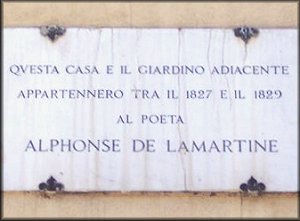 QVESTA CASA E IL GIARDINO ADIACENTE
APPARTENNERO TRA IL 1827 E IL 1829
AL POETA
ALPHONSE DE LAMARTINE